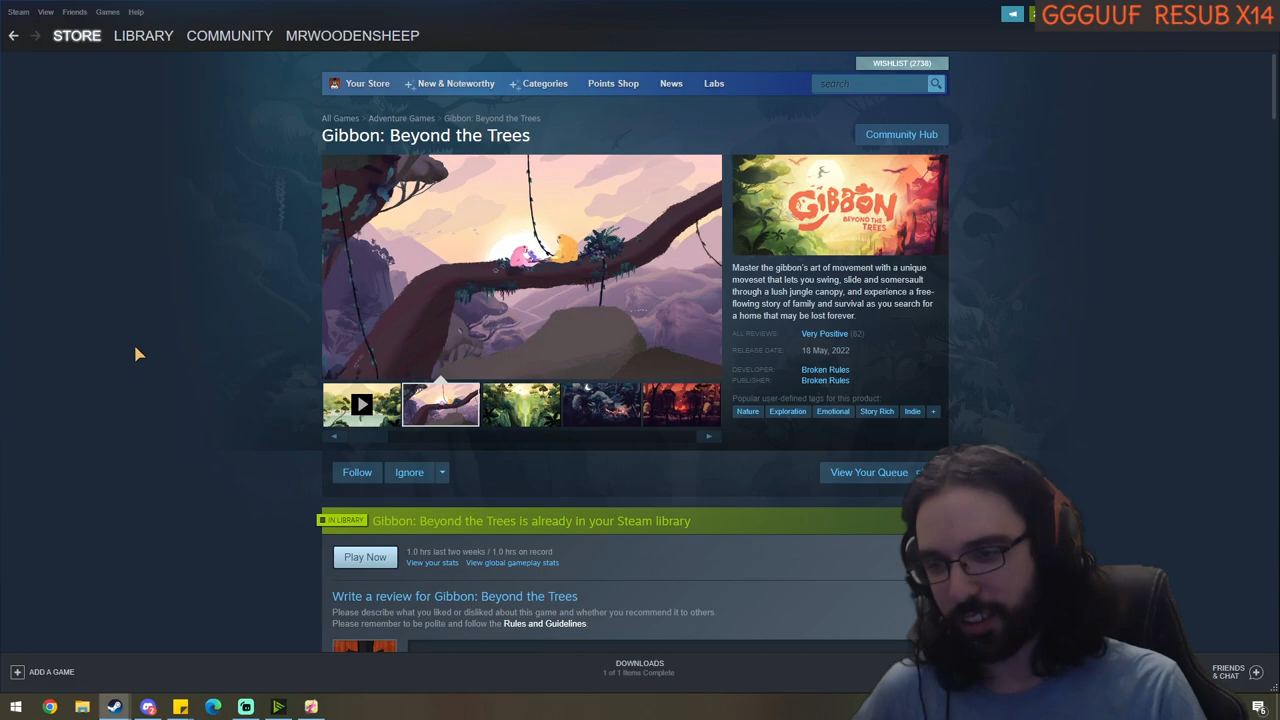 Steam View Friends Games Help
GGGUUF RESUB X14
STORE LIBRARY COMMUNITY MRWOODENSHEEP
WISHLIST (2738)
Your Store New & Noteworthy Categories Points Shop News Labs search
All Games > Adventure Games > Gibbon: Beyond the Trees
Gibbon: Beyond the Trees
Community Hub
GIBBON
BEYOND THE
TREES
Master the gibbon's art of movement with a unique
moveset that lets you swing, slide and somersault
through a lush jungle canopy, and experience a free-
flowing story of family and survival as you search for
a home that may be lost forever.
ALL REVIEWS: Very Positive (62)
RELEASE DATE: 18 May, 2022
DEVELOPER: Broken Rules
PUBLISHER: Broken Rules
Popular user-defined tags for this product:
Nature Exploration Emotional Story Rich Indie +
Follow Ignore View Your Queue
IN LIBRARY Gibbon: Beyond the Trees is already in your Steam library
Play Now
1.0 hrs last two weeks / 1.0 hrs on record
View your stats View global gameplay stats
Write a review for Gibbon: Beyond the Trees
Please describe what you liked or disliked about this game and whether you recommend it to others.
Please remember to be polite and follow the Rules and Guidelines.
ADD A GAME
DOWNLOADS
1 of 1 Items Complete
FRIENDS
& CHAT